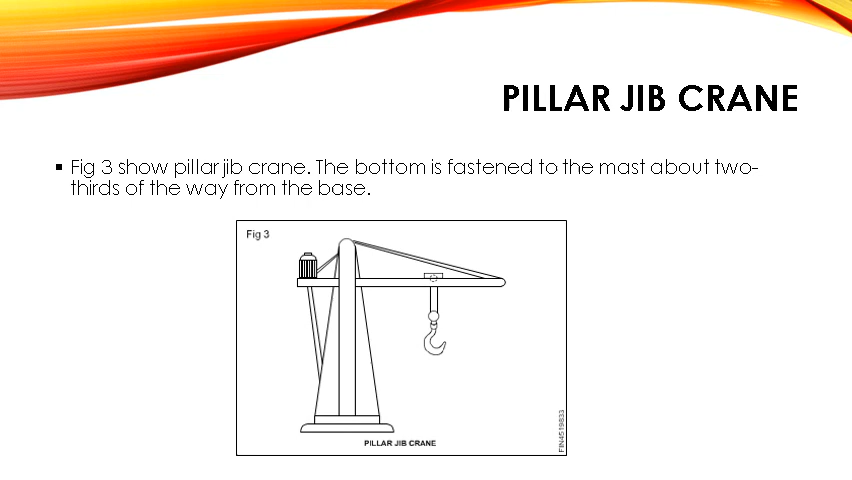 PILLAR JIB CRANE
▪ Fig 3 show pillar jib crane. The bottom is fastened to the mast about two-
thirds of the way from the base.
Fig 3
PILLAR JIB CRANE
FIN4519833